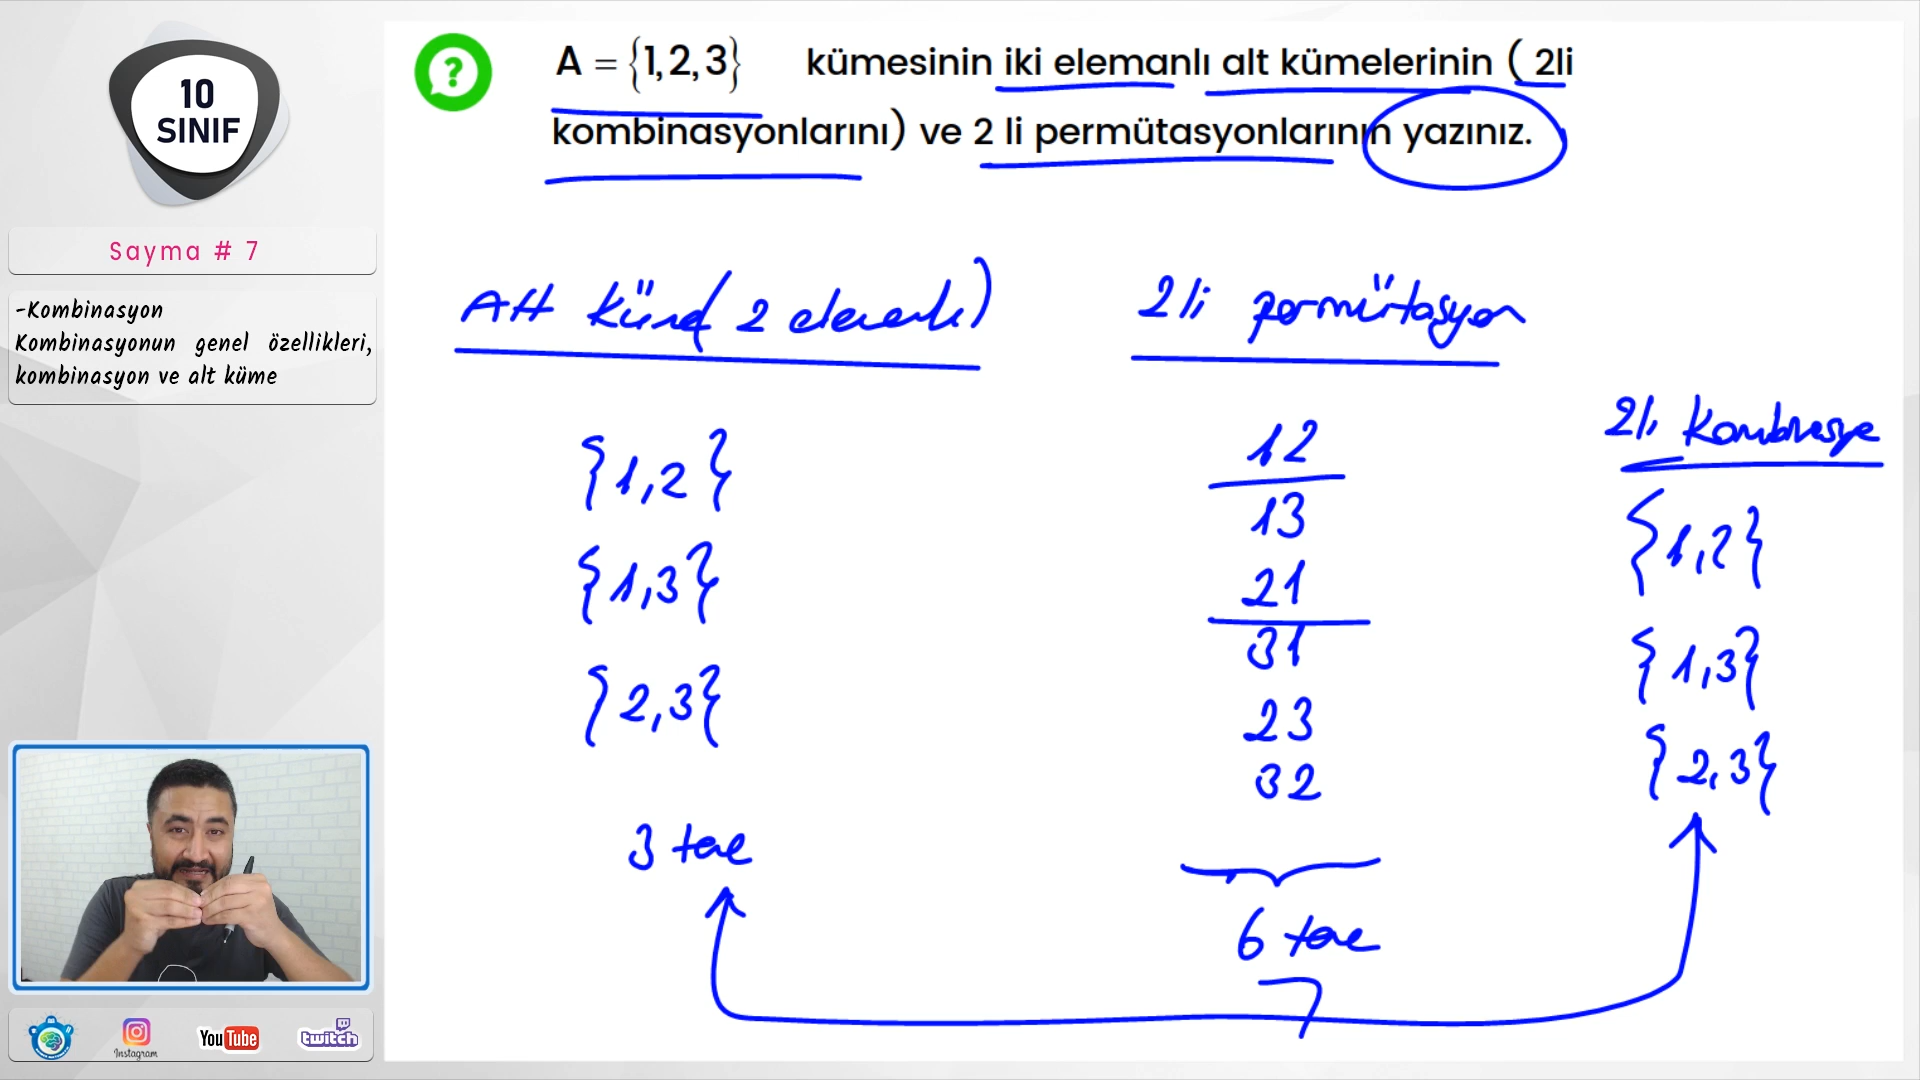 10
SINIF
Sayma # 7
-Kombinasyon
Kombinasyonun genel özellikleri,
kombinasyon ve alt küme
A = {1,2,3} kümesinin iki elemanlı alt kümelerinin ( 2li
kombinasyonlarını) ve 2 li permütasyonlarının yazınız.
Alt küme (2 elemanlı)
{1,2}
{1,3}
{2,3}
3 tane
2li permütasyon
12
13
21
31
23
32
6 tane
2li Kombinasyon
{1,2}
{1,3}
{2,3}
Instagram
YouTube
twitch